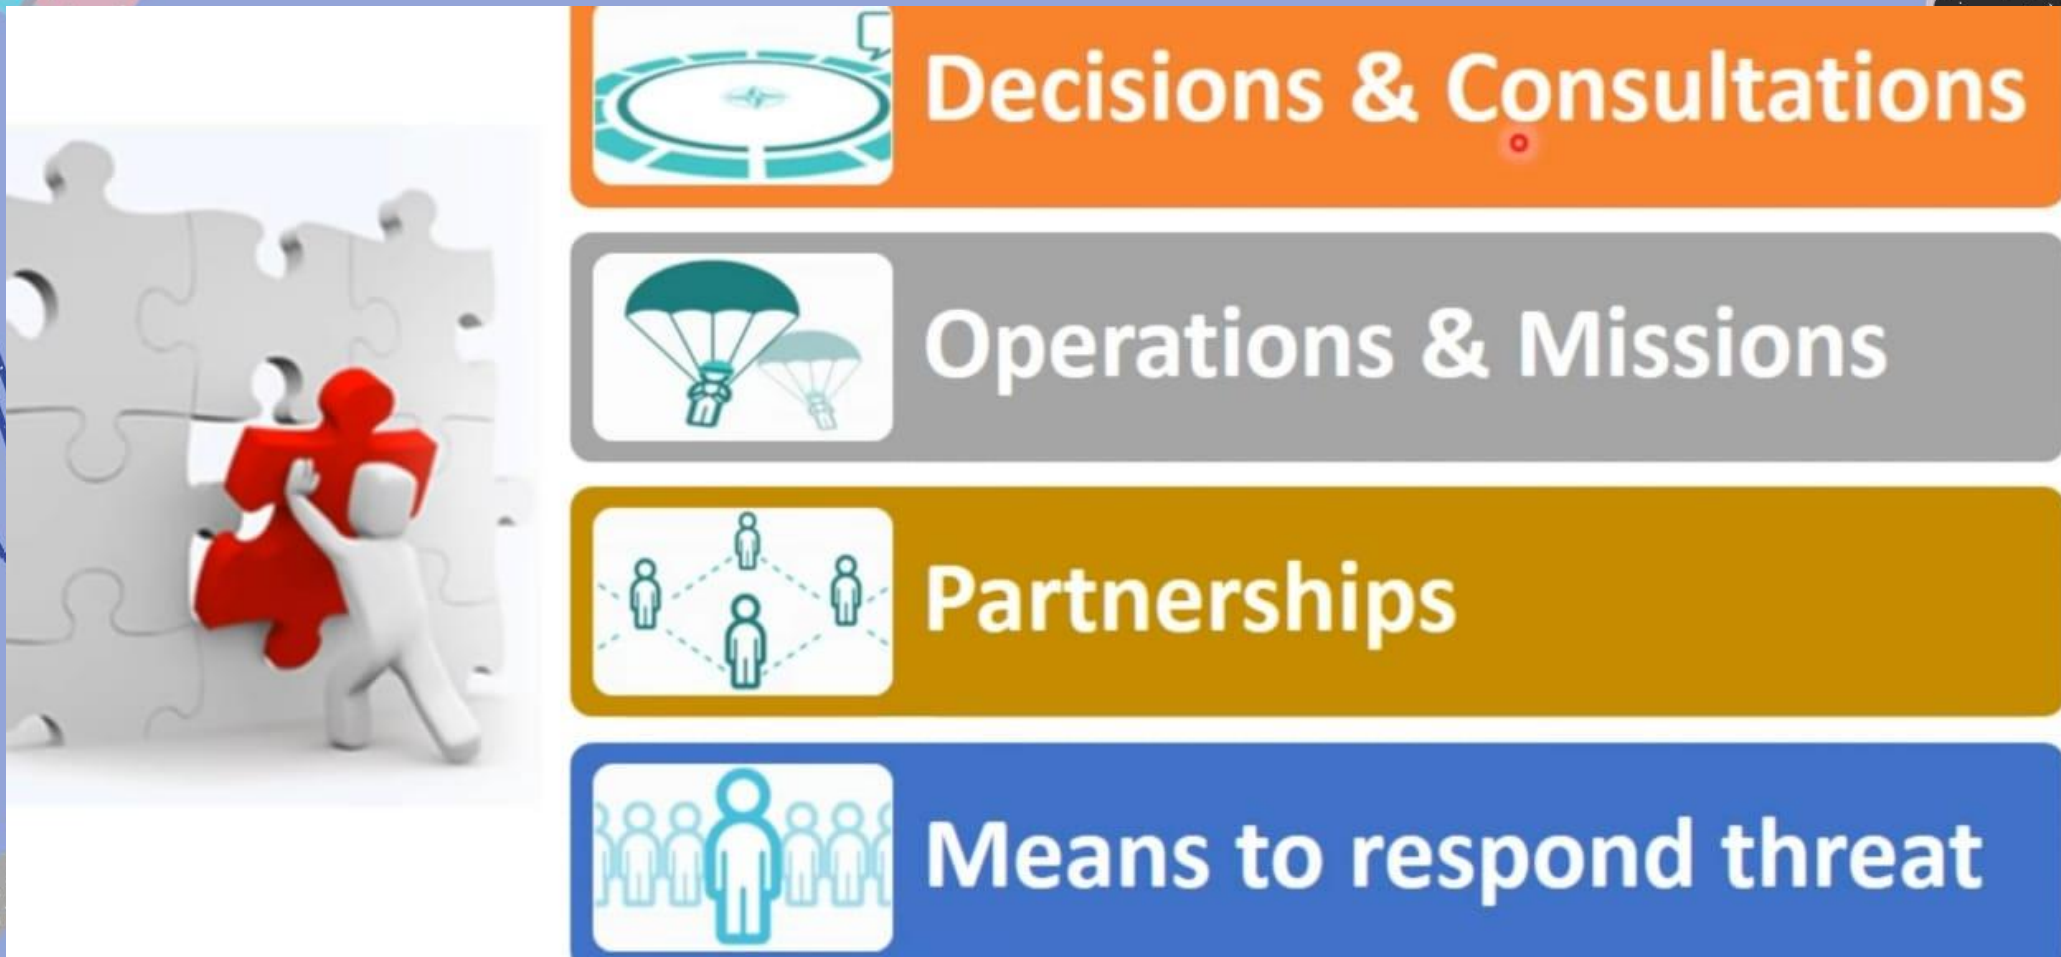 Decisions & Consultations
Operations & Missions
Partnerships
Means to respond threat